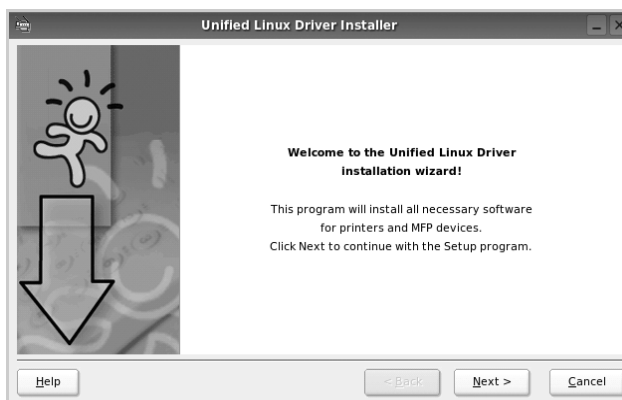 Unified Linux Driver Installer
Welcome to the Unified Linux Driver
installation wizard!
This program will install all necessary software
for printers and MFP devices.
Click Next to continue with the Setup program.
Help
< Back
Next >
Cancel